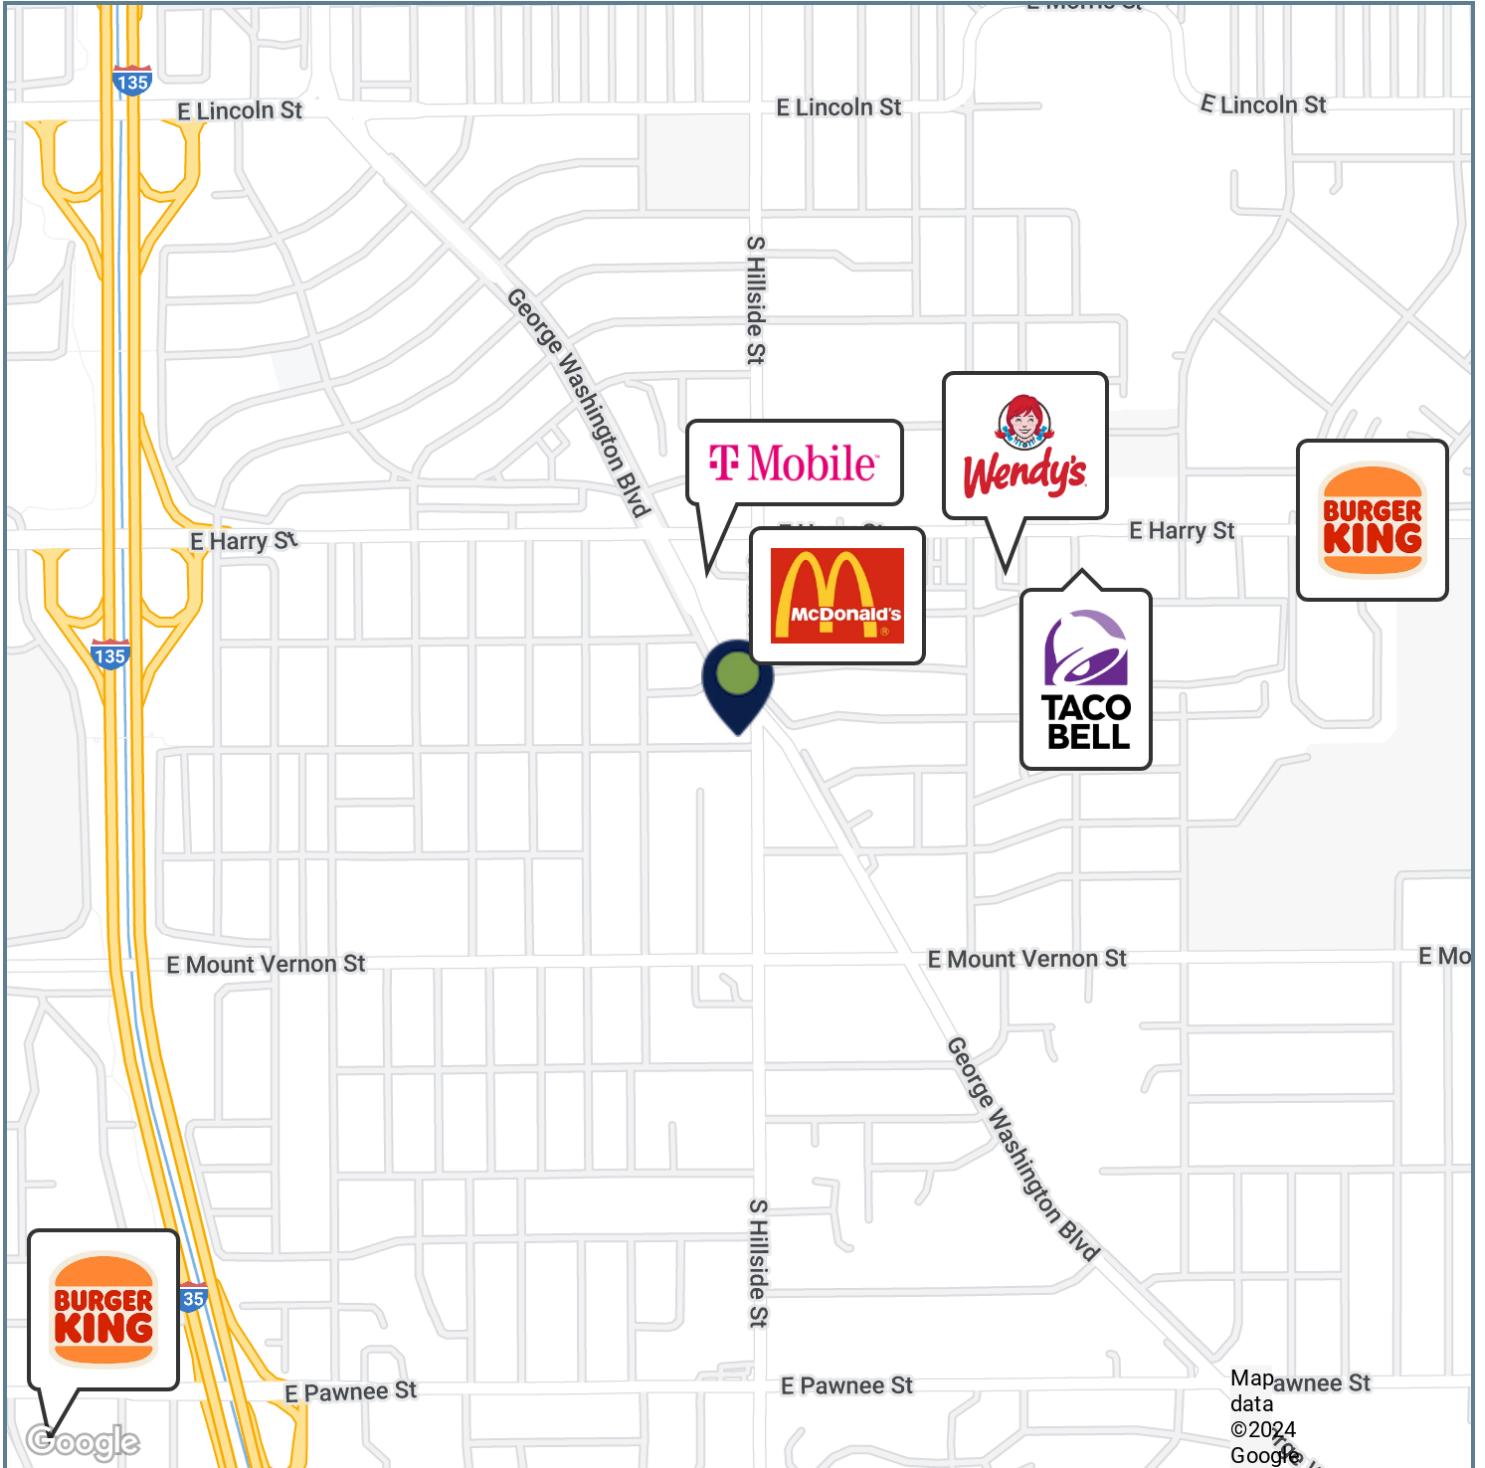 135
E Lincoln St
E Lincoln St
E Lincoln St
S Hillside St
George Washington Blvd
T Mobile
Wendy's
BURGER
KING
E Harry St
E Harry St
McDonald's
®
135
TACO
BELL
E Mount Vernon St
E Mount Vernon St
E Mo
George Washington Blvd
S Hillside St
BURGER
KING
35
E Pawnee St
E Pawnee St
awnee St
Map
data
©2024
Google
Google